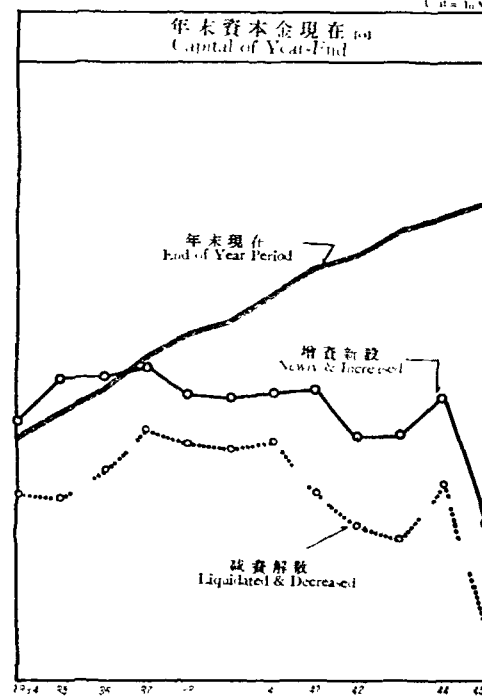 年末資本金現在
Capital of Year-End
年末現在
End of Year Period
增資新設
Newly & Increased
減資解散
Liquidated & Decreased
1934 35 36 37 41 42 44